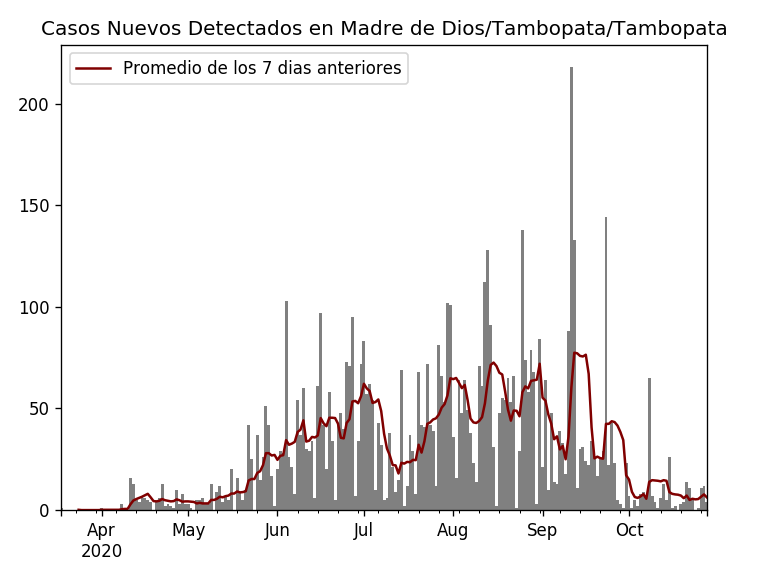 Casos Nuevos Detectados en Madre de Dios/Tambopata/Tambopata
Promedio de los 7 dias anteriores
200
150
100
50
0
Apr May Jun Jul Aug Sep Oct
2020